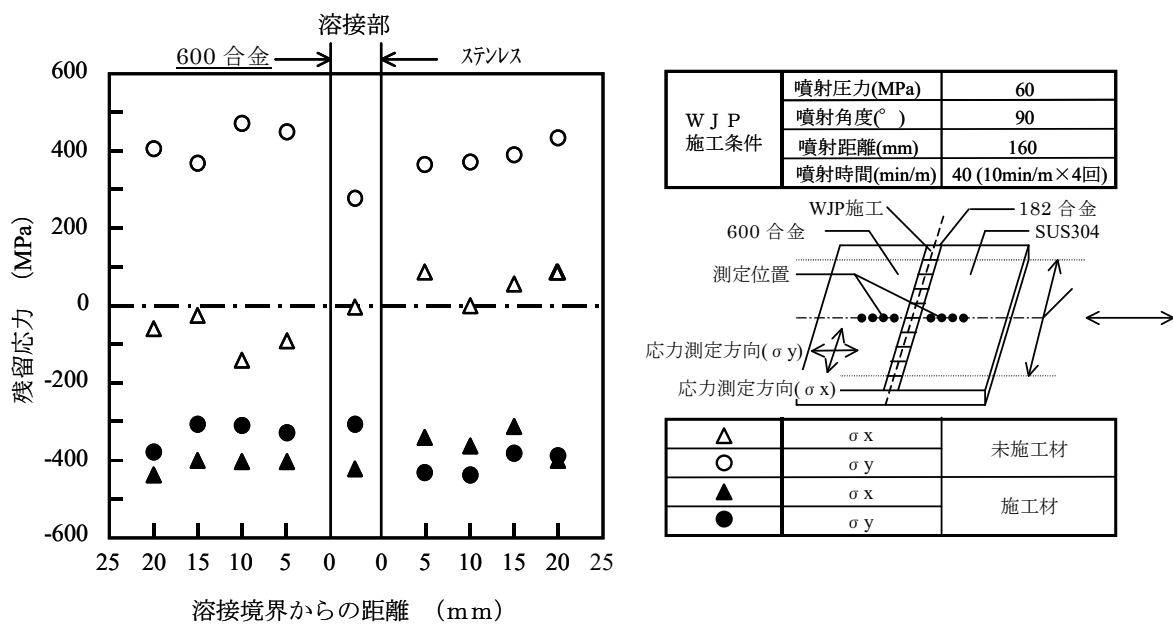 溶接部
600 合金
ステンレス
600
400
200
0
-200
-400
-600
残留応力 (MPa)
25 20 15 10 5 0 0 5 10 15 20 25
溶接境界からの距離 (mm)
WJP
施工条件
噴射圧力(MPa) 60
噴射角度(°) 90
噴射距離(mm) 160
噴射時間(min/m) 40 (10min/m×4回)
WJP施工
182 合金
600 合金
SUS304
測定位置
応力測定方向(σy)
応力測定方向(σx)
△ σx 未施工材
○ σy
▲ σx 施工材
● σy